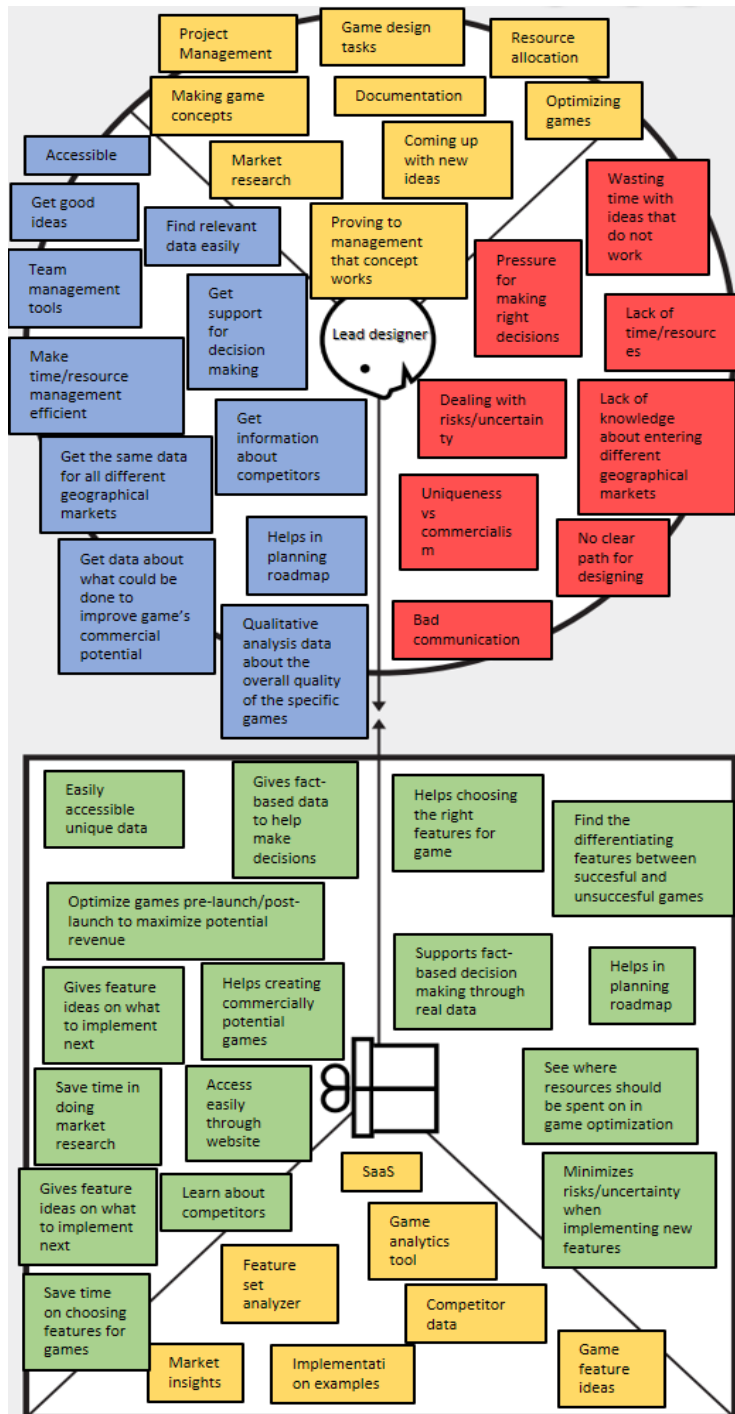 Project
Management
Game design
tasks
Resource
allocation
Making game
concepts
Documentation
Optimizing
games
Accessible
Market
research
Coming up
with new
ideas
Wasting
time with
ideas that
do not
work
Get good
ideas
Find relevant
data easily
Proving to
management
that concept
works
Pressure
for
making
right
decisions
Team
management
tools
Get
support
for
decision
making
Lead designer
Lack of
time/resourc
es
Make
time/resource
management
efficient
Get
information
about
competitors
Dealing with
risks/uncertain
ty
Lack of
knowledge
about entering
different
geographical
markets
Get the same data
for all different
geographical
markets
Uniqueness
vs
commercialis
m
Helps in
planning
roadmap
No clear
path for
designing
Get data about
what could be
done to
improve game's
commercial
potential
Qualitative
analysis data
about the
overall quality
of the specific
games
Bad
communication
Easily
accessible
unique data
Gives fact-
based data
to help
make
decisions
Helps choosing
the right
features for
game
Find the
differentiating
features between
succesful and
unsuccesful games
Optimize games pre-launch/post-
launch to maximize potential
revenue
Supports fact-
based decision
making through
real data
Helps in
planning
roadmap
Gives feature
ideas on what
to implement
next
Helps creating
commercially
potential
games
See where
resources should
be spent on in
game optimization
Save time in
doing
market
research
Access
easily
through
website
SaaS
Minimizes
risks/uncertainty
when
implementing new
features
Gives feature
ideas on what
to implement
next
Learn about
competitors
Game
analytics
tool
Feature
set
analyzer
Competitor
data
Save time
on choosing
features for
games
Market
insights
Implementati
on examples
Game
feature
ideas